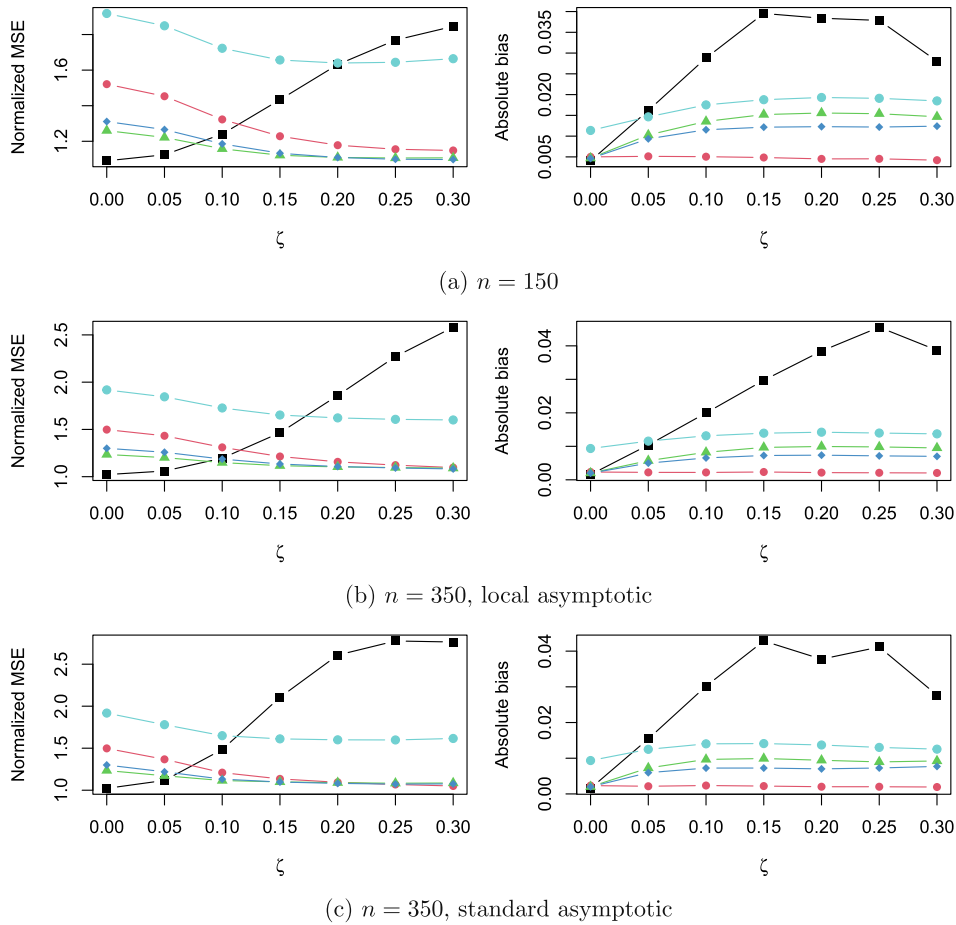 Normalized MSE
1.2 1.6
0.00 0.05 0.10 0.15 0.20 0.25 0.30
ζ
Absolute bias
0.005 0.020 0.035
0.00 0.05 0.10 0.15 0.20 0.25 0.30
ζ
(a) n = 150
Normalized MSE
1.0 1.5 2.0 2.5
0.00 0.05 0.10 0.15 0.20 0.25 0.30
ζ
Absolute bias
0.00 0.02 0.04
0.00 0.05 0.10 0.15 0.20 0.25 0.30
ζ
(b) n = 350, local asymptotic
Normalized MSE
1.0 1.5 2.0 2.5
0.00 0.05 0.10 0.15 0.20 0.25 0.30
ζ
Absolute bias
0.00 0.02 0.04
0.00 0.05 0.10 0.15 0.20 0.25 0.30
ζ
(c) n = 350, standard asymptotic